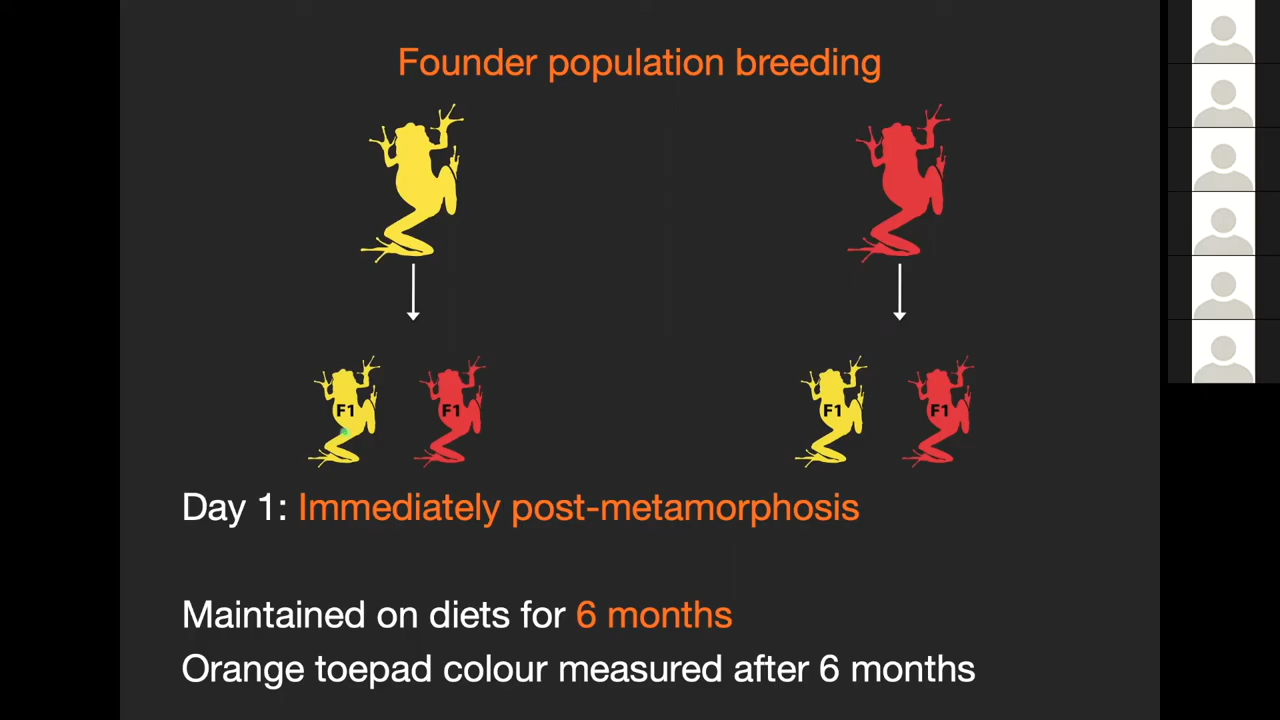 Founder population breeding
F1 F1 F1 F1
Day 1: Immediately post-metamorphosis
Maintained on diets for 6 months
Orange toepad colour measured after 6 months